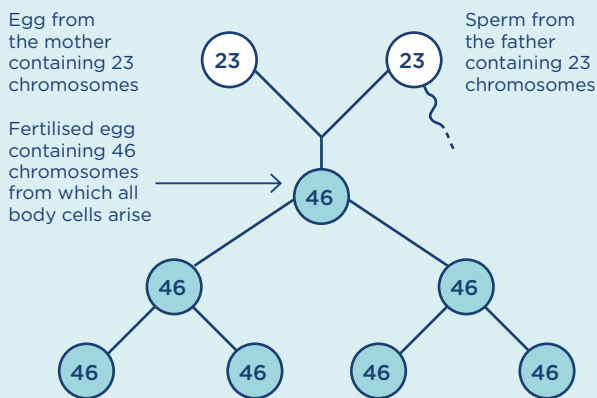 Egg from
the mother
containing 23
chromosomes
23
23
Sperm from
the father
containing 23
chromosomes
Fertilised egg
containing 46
chromosomes
from which all
body cells arise
46
46
46
46
46
46
46